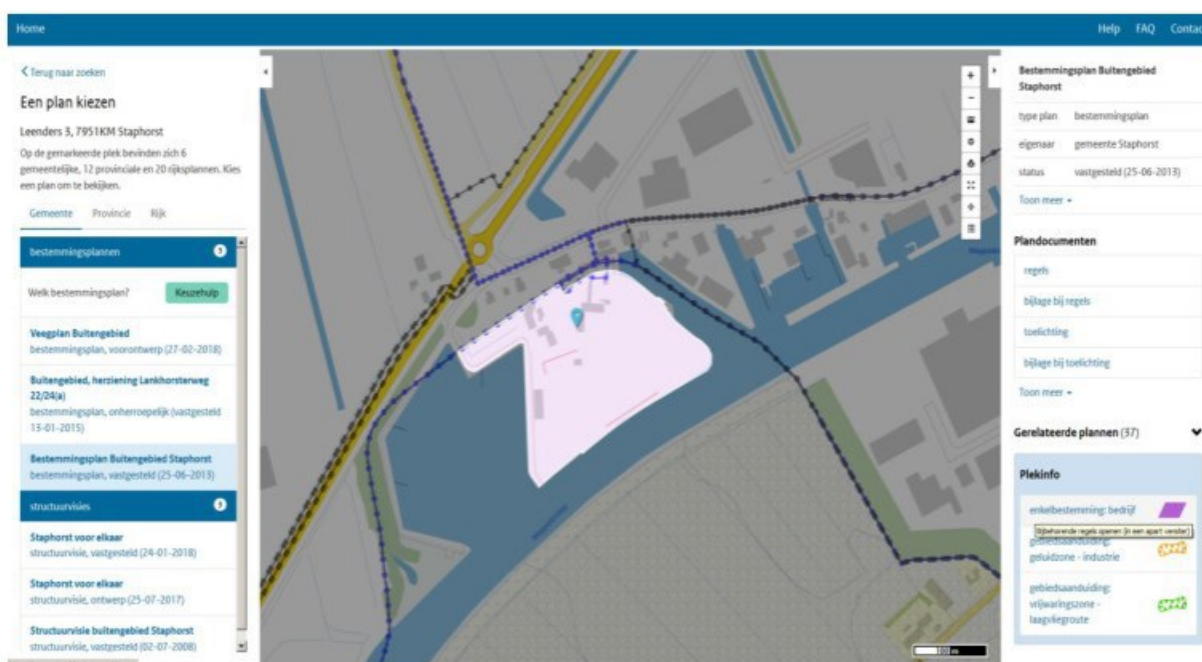 Home
Help FAQ Contac
Terug naar zoeken
Een plan kiezen
Leenders 3, 7951KM Staphorst
Op de gemarkeerde plek bevinden zich 6
gemeentelijke, 12 provinciale en 20 rijksplannen. Kies
een plan om te bekijken.
Gemeente Provincie Rijk
bestemmingsplannen 3
Welk bestemmingsplan? Keuzehulp
Veegplan Buitengebied
bestemmingsplan, voorontwerp (27-02-2018)
Buitengebied, herziening Lankhorsterweg
22/24(a)
bestemmingsplan, onherroepelijk (vastgesteld
13-01-2015)
Bestemmingsplan Buitengebied Staphorst
bestemmingsplan, vastgesteld (25-06-2013)
structuurvisies 3
Staphorst voor elkaar
structuurvisie, vastgesteld (24-01-2018)
Staphorst voor elkaar
structuurvisie, ontwerp (25-07-2017)
Structuurvisie buitengebied Staphorst
structuurvisie, vastgesteld (02-07-2008)
100 m
Bestemmingsplan Buitengebied
Staphorst
type plan bestemmingsplan
eigenaar gemeente Staphorst
status vastgesteld (25-06-2013)
Toon meer
Plandocumenten
regels
bijlage bij regels
toelichting
bijlage bij toelichting
Toon meer
Gerelateerde plannen (37)
Plekinfo
enkelbestemming: bedrijf
Bijbehorende regels openen (in een apart venster)
gebiedsaanduiding:
geluidzone - industrie
gebiedsaanduiding:
vrijwaringszone -
laagvliegroute